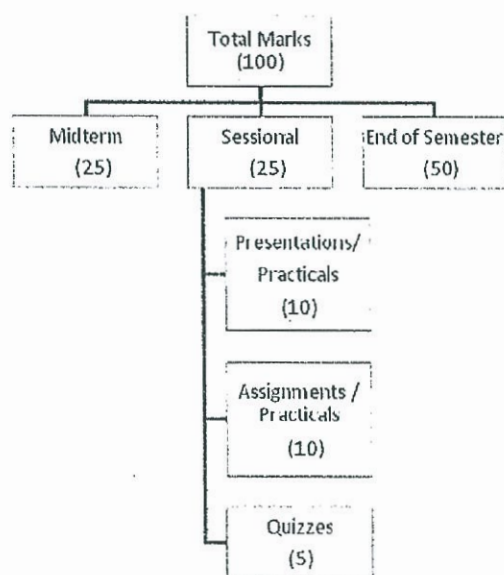 Total Marks
(100)
Midterm
(25)
Sessional
(25)
End of Semester
(50)
Presentations/
Practicals
(10)
Assignments /
Practicals
(10)
Quizzes
(5)